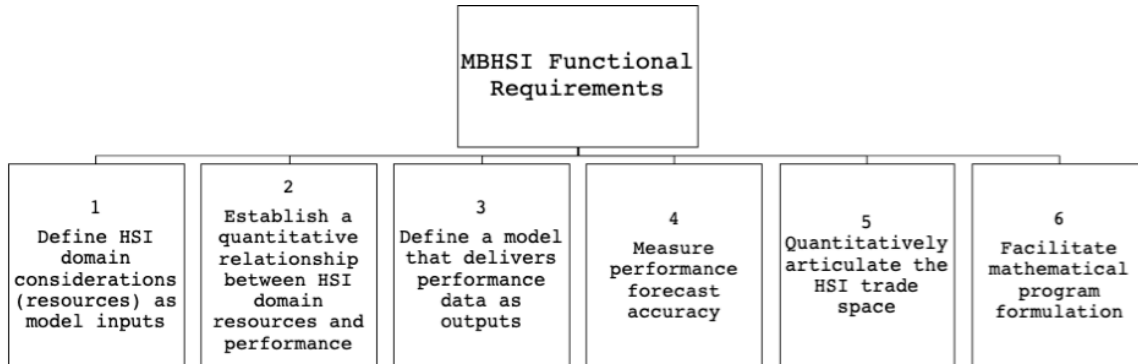 MBHSI Functional
Requirements
1
Define HSI
domain
considerations
(resources) as
model inputs
2
Establish a
quantitative
relationship
between HSI
domain
resources and
performance
3
Define a model
that delivers
performance
data as
outputs
4
Measure
performance
forecast
accuracy
5
Quantitatively
articulate the
HSI trade
space
6
Facilitate
mathematical
program
formulation